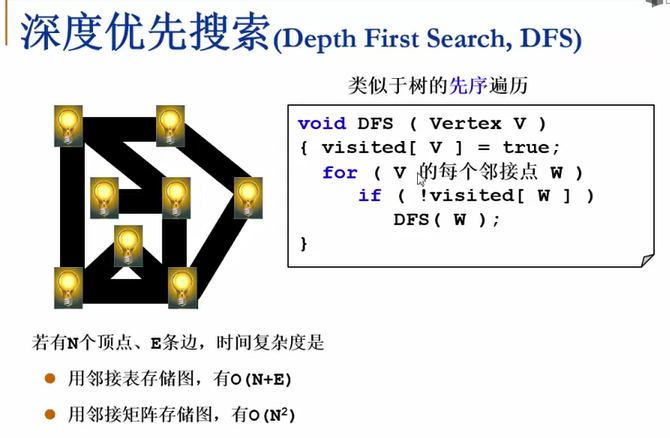 深度优先搜索(Depth First Search, DFS)
类似于树的先序遍历
void DFS ( Vertex V )
{ visited[ V ] = true;
for ( V 的每个邻接点 W )
if ( !visited[ W ] )
DFS( W );
}
若有N个顶点、E条边，时间复杂度是
用邻接表存储图，有O(N+E)
用邻接矩阵存储图，有O(N²)